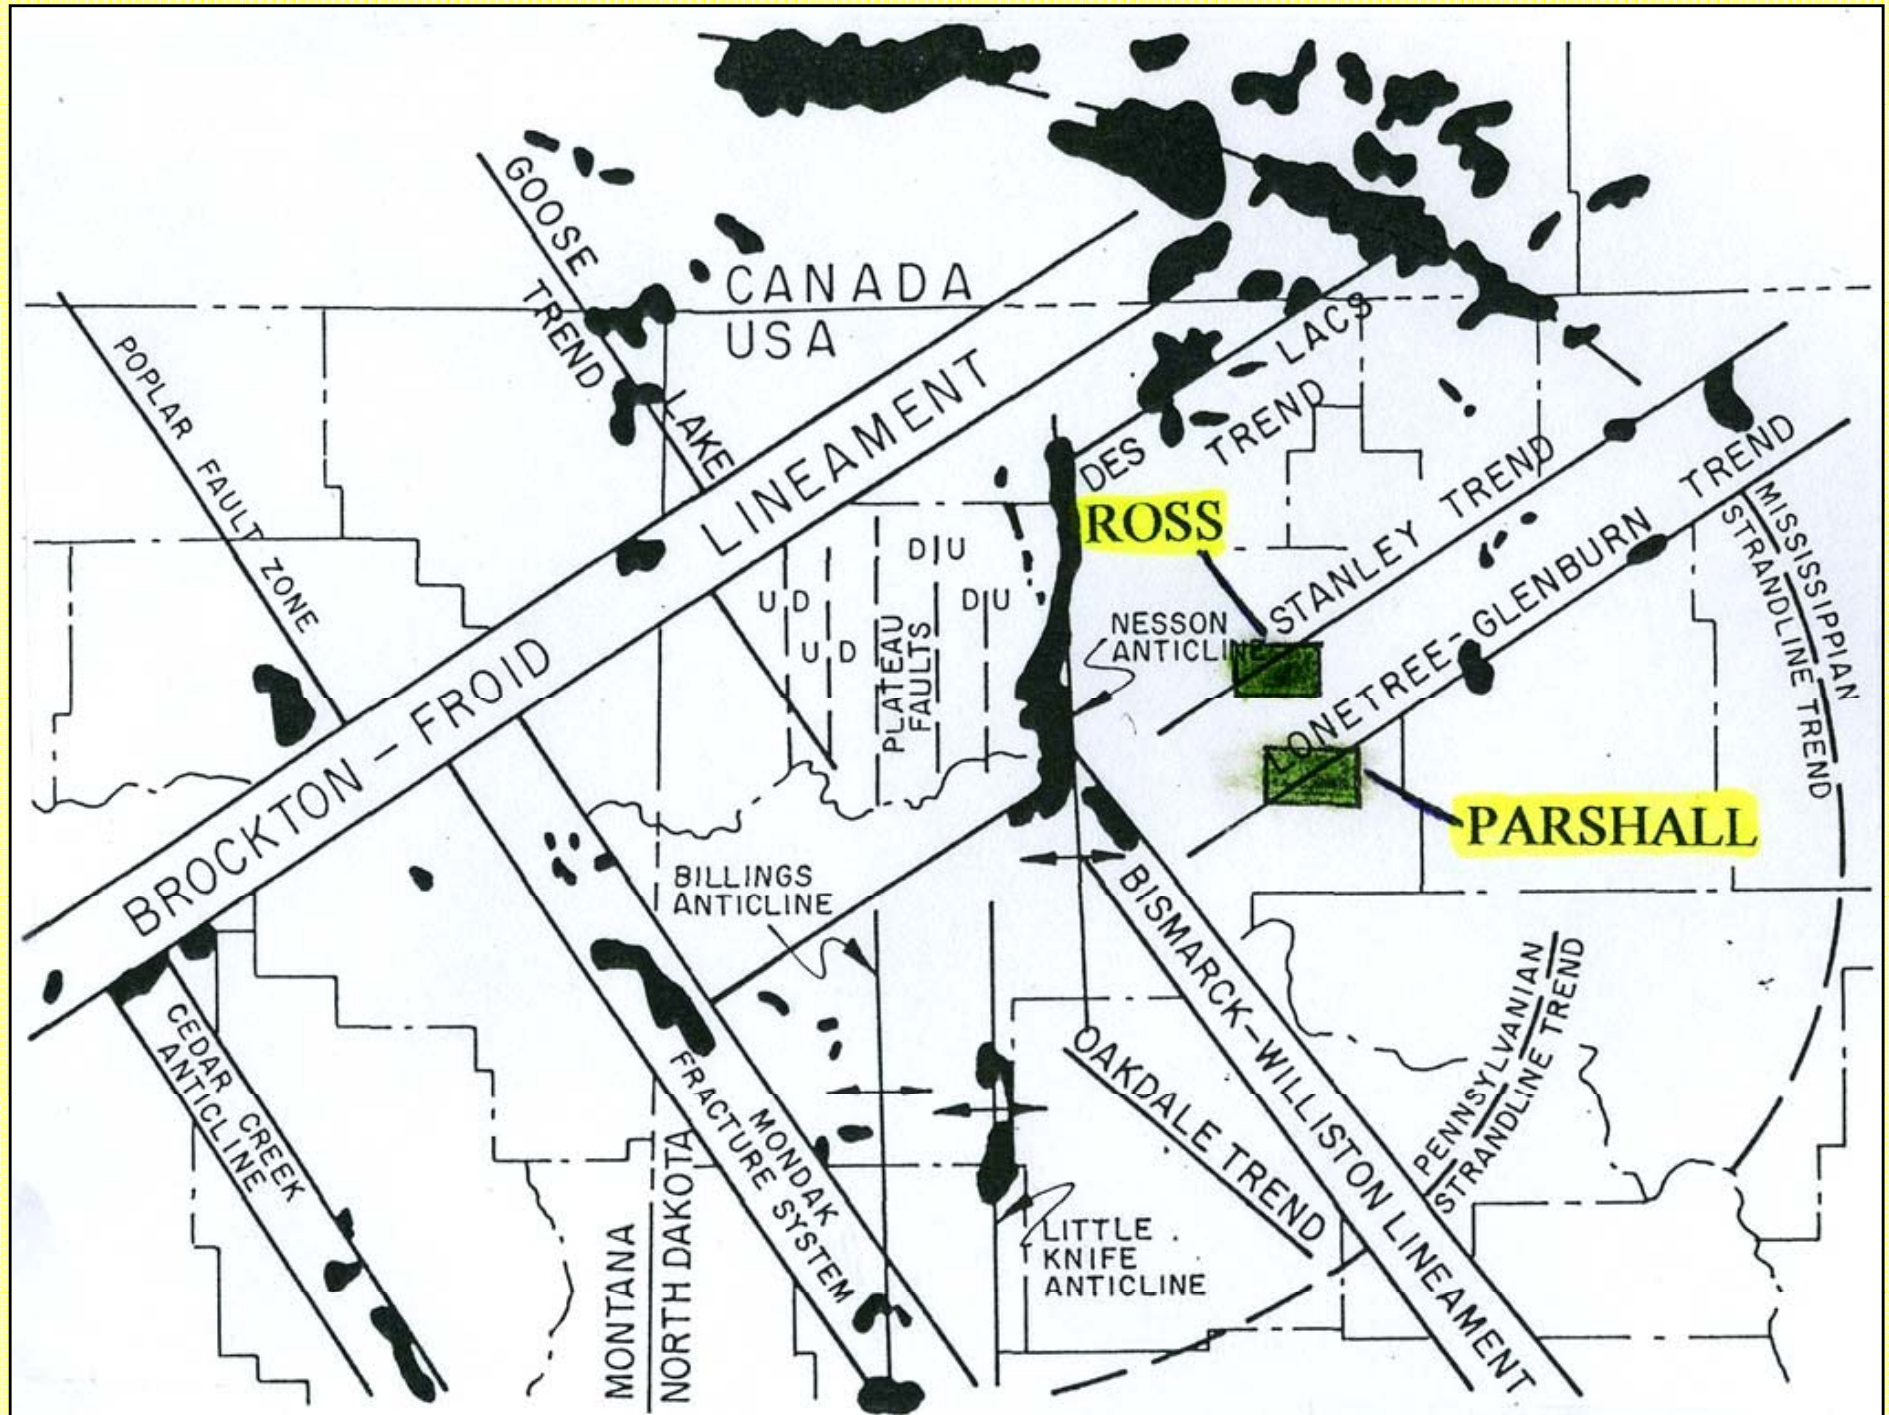 GOOSE
LAKE
TREND
CANADA
USA
POPLAR FAULT ZONE
BROCKTON – FROID LINEAMENT
DES LACS
TREND
ROSS
STANLEY TREND
LONETREE-GLENBURN TREND
MISSISSIPPIAN
STRANDLINE TREND
D U
D U
U D
U D
PLATEAU
FAULTS
NESSON
ANTICLINE
PARSHALL
BILLINGS
ANTICLINE
BISMARCK-WILLISTON LINEAMENT
CEDAR CREEK
ANTICLINE
MONDAK
FRACTURE SYSTEM
OAKDALE TREND
PENNSYLVANIAN
STRANDLINE TREND
LITTLE
KNIFE
ANTICLINE
MONTANA
NORTH DAKOTA